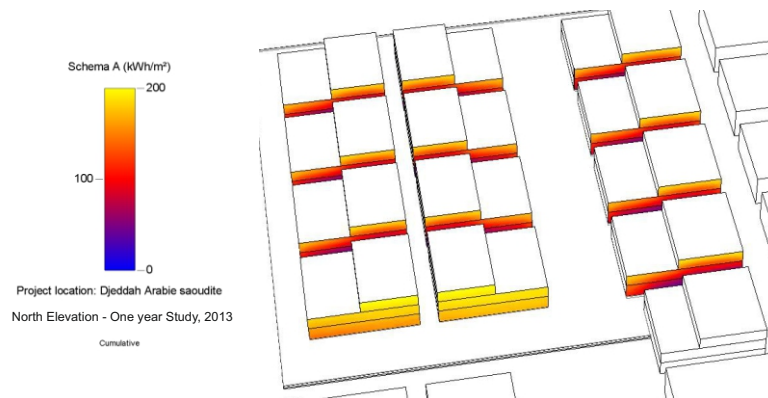 Schema A (kWh/m²)
200
100
0
Project location: Djeddah Arabie saoudite
North Elevation - One year Study, 2013
Cumulative